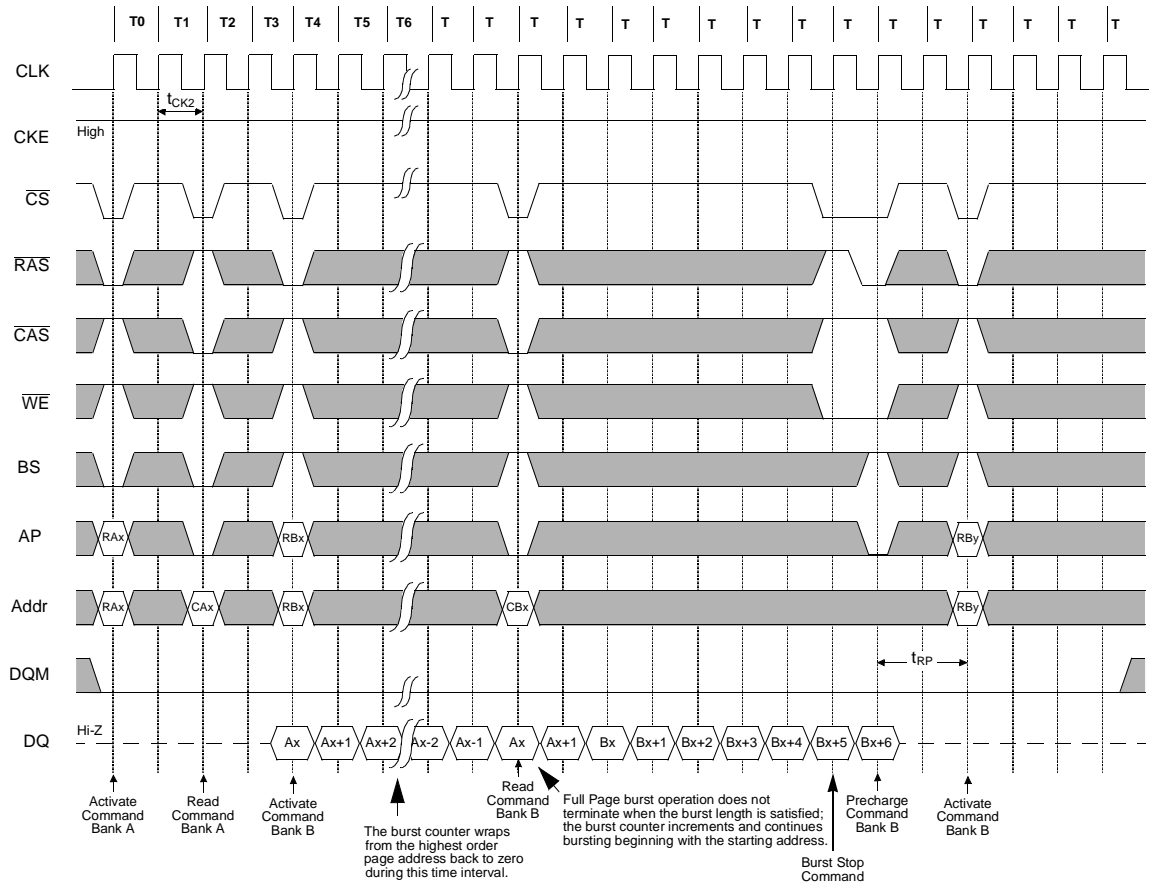 T0 T1 T2 T3 T4 T5 T6 T T T T T T T T T T T T T T T T
CLK
tCK2
CKE
High
CS
RAS
CAS
WE
BS
AP
RAx RBx RBy
Addr
RAx CAx RBx CBx RBy
tRP
DQM
Hi-Z
DQ
Ax Ax+1 Ax+2 Ax-2 Ax-1 Ax Ax+1 Bx Bx+1 Bx+2 Bx+3 Bx+4 Bx+5 Bx+6
Activate
Command
Bank A
Read
Command
Bank A
Activate
Command
Bank B
The burst counter wraps
from the highest order
page address back to zero
during this time interval.
Read
Command
Bank B
Full Page burst operation does not
terminate when the burst length is satisfied;
the burst counter increments and continues
bursting beginning with the starting address.
Burst Stop
Command
Precharge
Command
Bank B
Activate
Command
Bank B